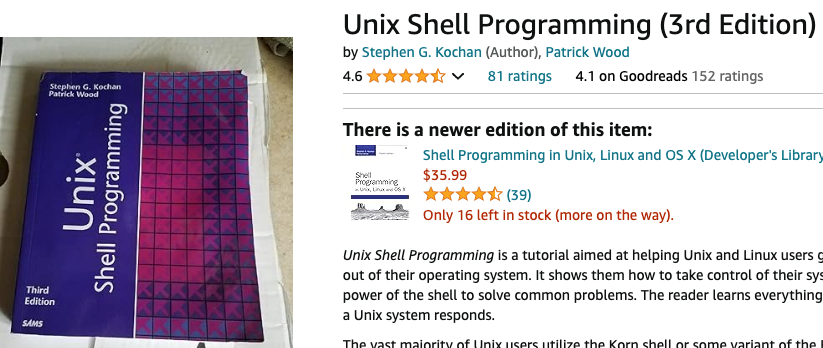 Stephen G. Kochan
Patrick Wood
Unix®
Shell Programming
Third
Edition
SAMS
Unix Shell Programming (3rd Edition)
by Stephen G. Kochan (Author), Patrick Wood
4.6 81 ratings 4.1 on Goodreads 152 ratings
There is a newer edition of this item:
Shell Programming in Unix, Linux and OS X (Developer's Library
$35.99
(39)
Only 16 left in stock (more on the way).
Shell
Programming
in Unix, Linux and OS X
Unix Shell Programming is a tutorial aimed at helping Unix and Linux users g
out of their operating system. It shows them how to take control of their sys
power of the shell to solve common problems. The reader learns everything
a Unix system responds.
The vast majority of Unix users utilize the Korn shell or some variant of the